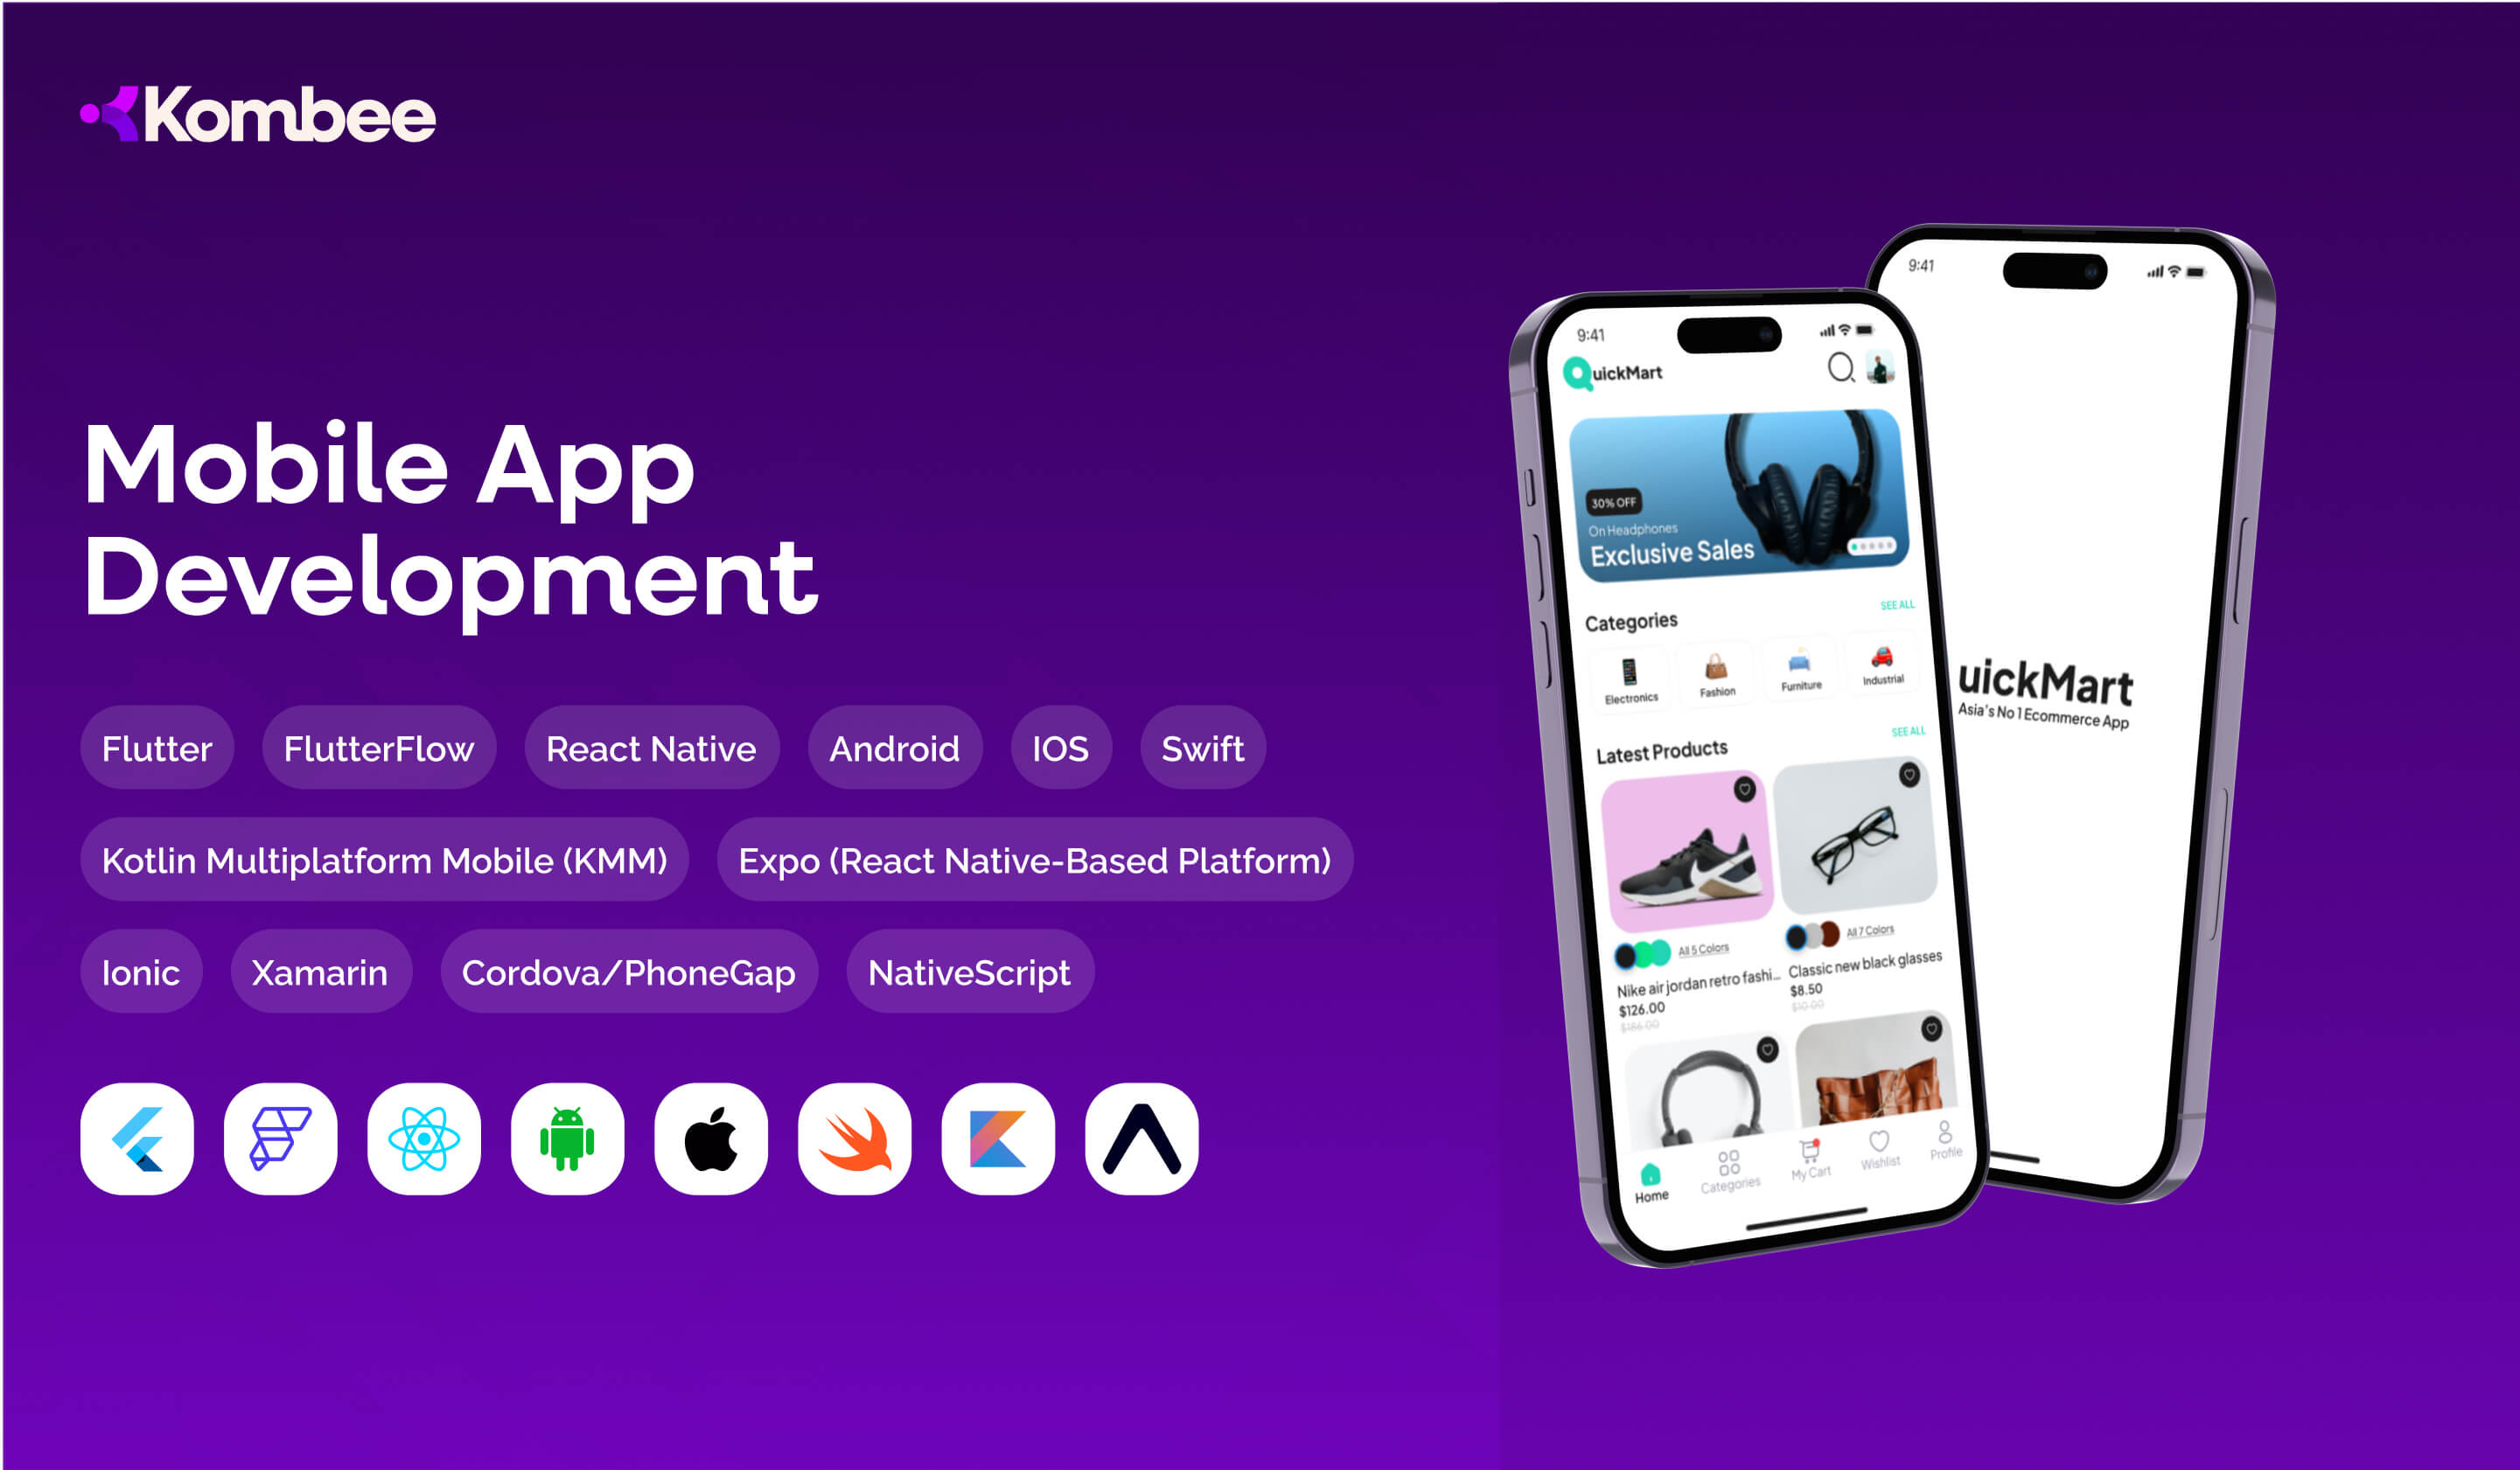 Kombee
Mobile App
Development
Flutter
FlutterFlow
React Native
Android
IOS
Swift
Kotlin Multiplatform Mobile (KMM)
Expo (React Native-Based Platform)
Ionic
Xamarin
Cordova/PhoneGap
NativeScript
9:41
QuickMart
30% OFF
On Headphones
Exclusive Sales
Categories
SEE ALL
Electronics
Fashion
Furniture
Industrial
Latest Products
SEE ALL
All 5 Colors
Nike air jordan retro fashi...
$126.00
$186.00
All 7 Colors
Classic new black glasses
$8.50
$10.00
Home
Categories
My Cart
Wishlist
Profile
9:41
uickMart
Asia's No 1 Ecommerce App